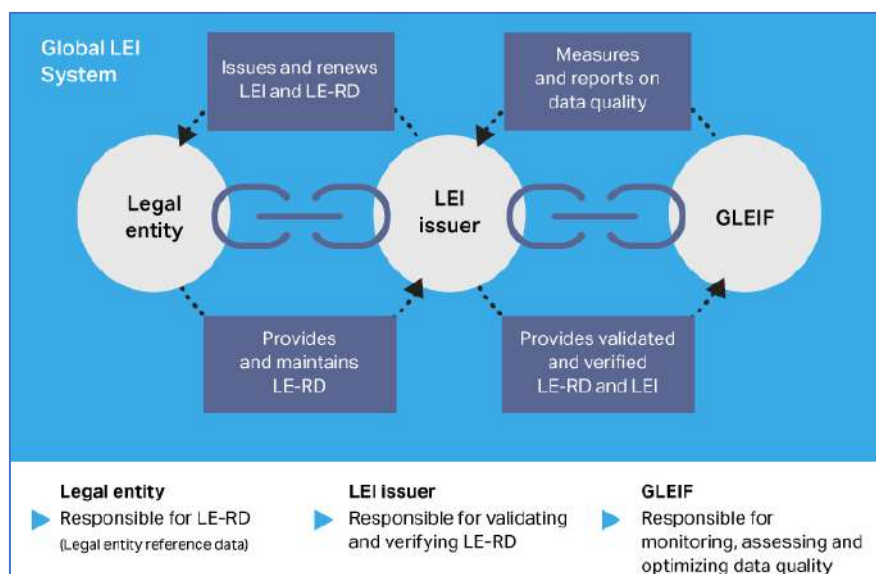 Global LEI
System
Issues and renews
LEI and LE-RD
Measures
and reports on
data quality
Legal
entity
LEI
issuer
GLEIF
Provides
and maintains
LE-RD
Provides validated
and verified
LE-RD and LEI
Legal entity
Responsible for LE-RD
(Legal entity reference data)
LEI issuer
Responsible for validating
and verifying LE-RD
GLEIF
Responsible for
monitoring, assessing and
optimizing data quality